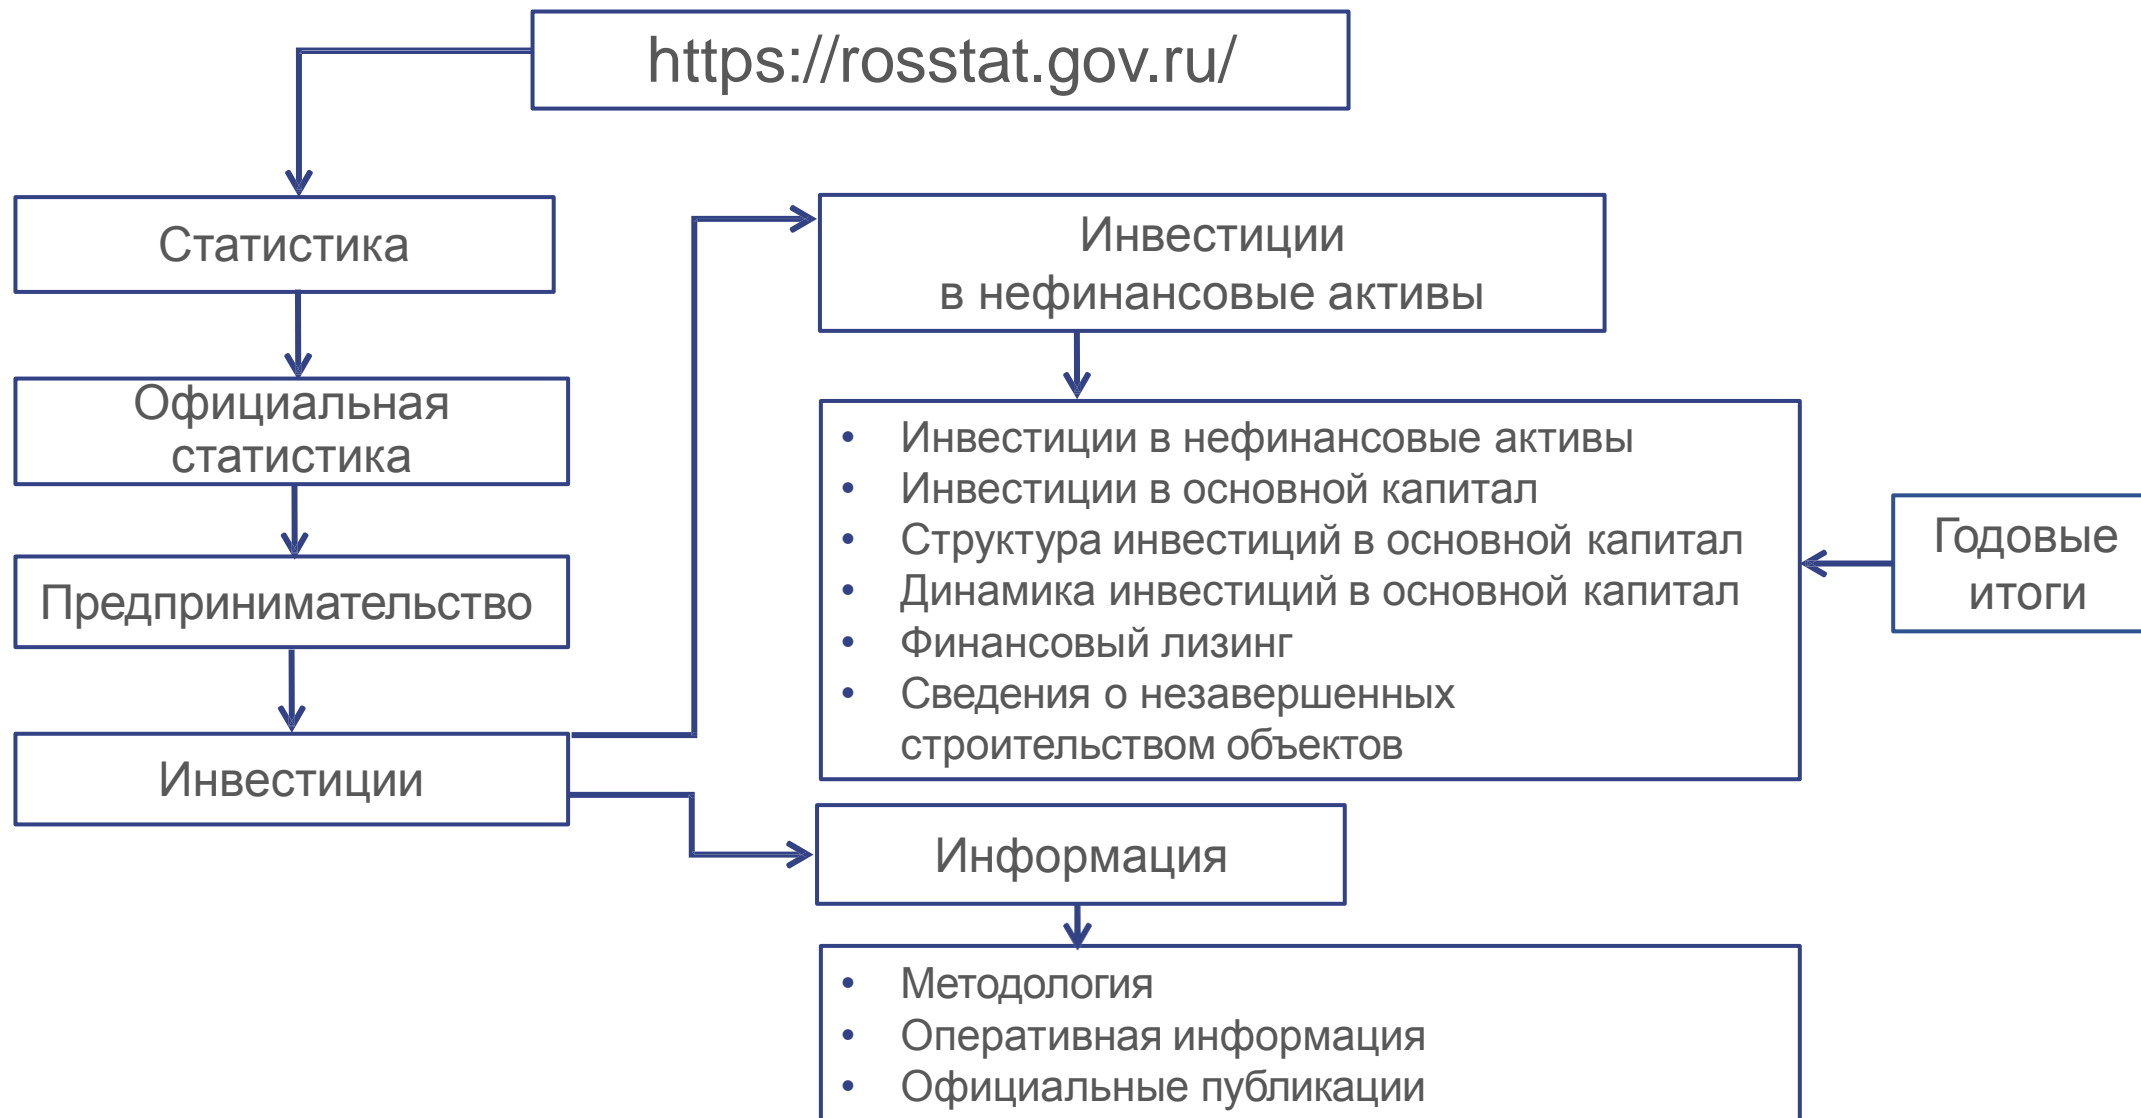 https://rosstat.gov.ru/
Статистика
Официальная
статистика
Предпринимательство
Инвестиции
Инвестиции
в нефинансовые активы
• Инвестиции в нефинансовые активы
• Инвестиции в основной капитал
• Структура инвестиций в основной капитал
• Динамика инвестиций в основной капитал
• Финансовый лизинг
• Сведения о незавершенных
строительством объектов
Годовые
итоги
Информация
• Методология
• Оперативная информация
• Официальные публикации